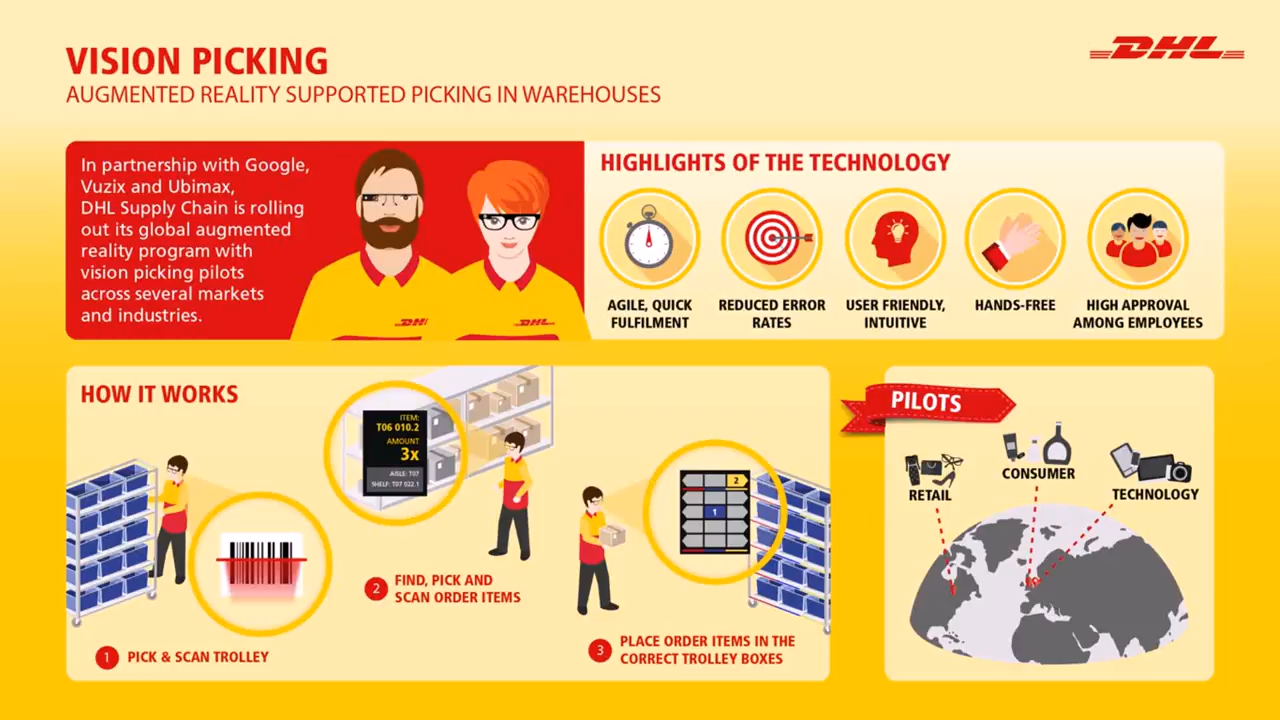 VISION PICKING
AUGMENTED REALITY SUPPORTED PICKING IN WAREHOUSES
DHL
In partnership with Google,
Vuzix and Ubimax,
DHL Supply Chain is rolling
out its global augmented
reality program with
vision picking pilots
across several markets
and industries.
DHL
DHL
HIGHLIGHTS OF THE TECHNOLOGY
AGILE, QUICK
FULFILMENT
REDUCED ERROR
RATES
USER FRIENDLY,
INTUITIVE
HANDS-FREE
HIGH APPROVAL
AMONG EMPLOYEES
HOW IT WORKS
1
PICK & SCAN TROLLEY
ITEM:
T06 010.2
AMOUNT
3x
AISLE: T07
SHELF: T07 022.1
2
FIND, PICK AND
SCAN ORDER ITEMS
2
1
3
PLACE ORDER ITEMS IN THE
CORRECT TROLLEY BOXES
PILOTS
RETAIL
CONSUMER
TECHNOLOGY